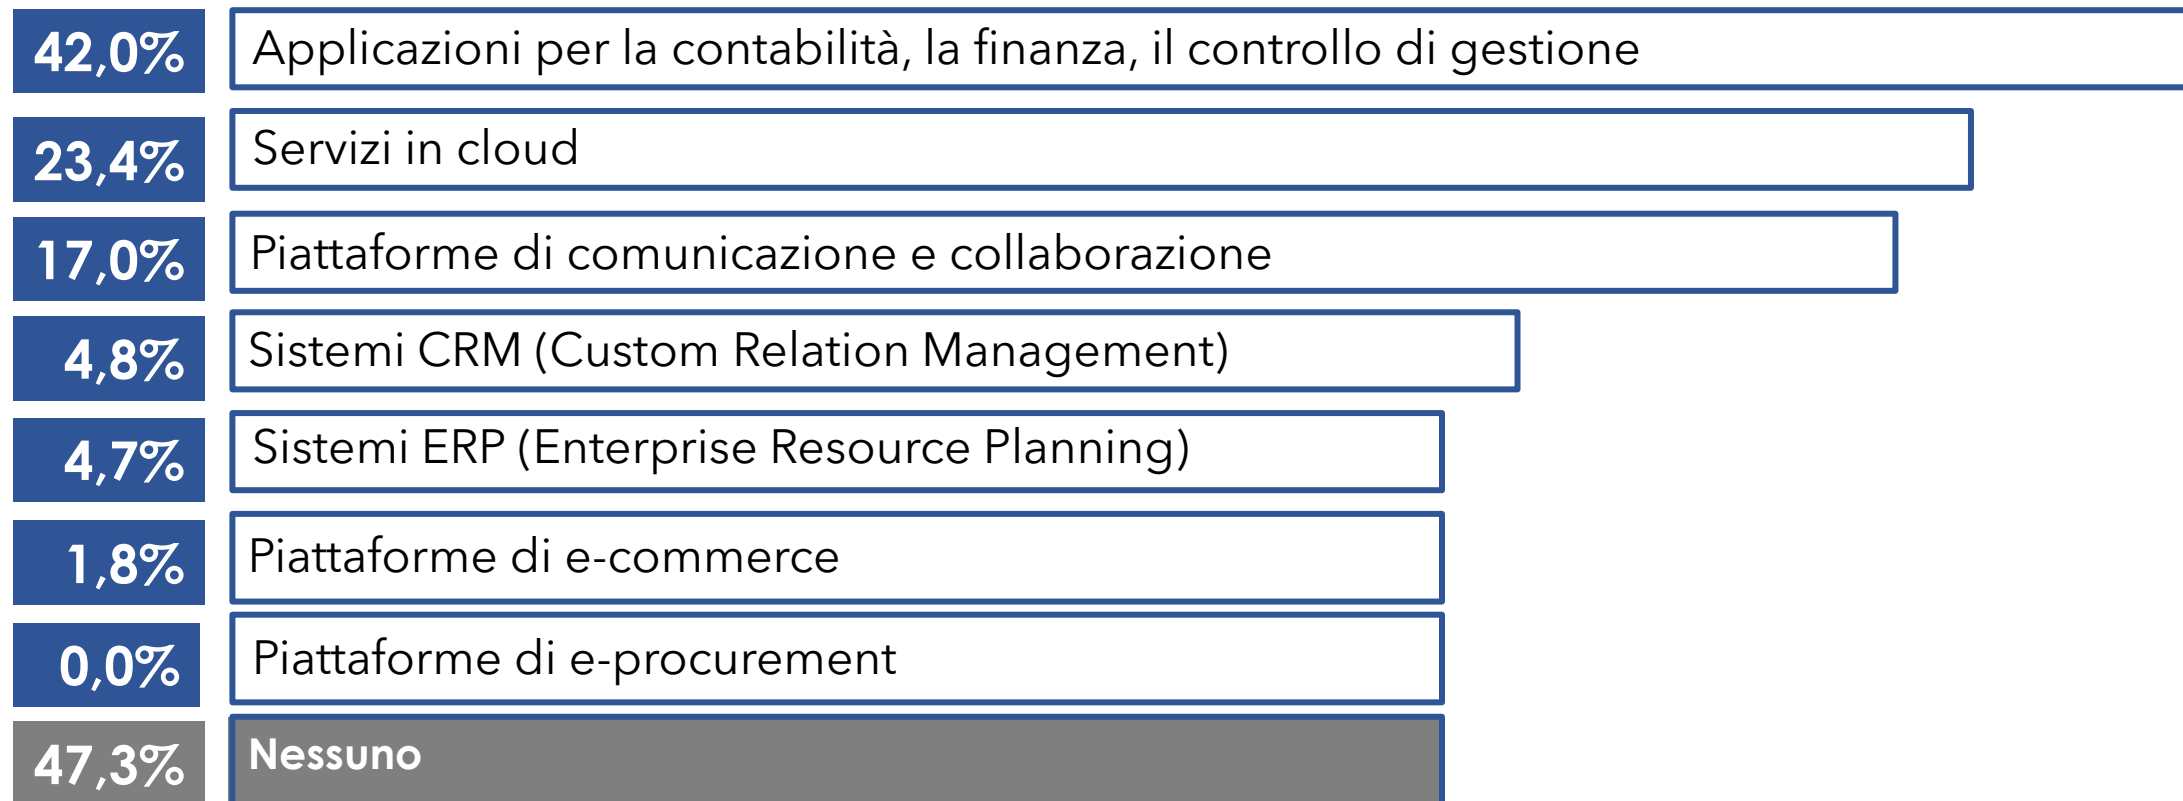 42,0% Applicazioni per la contabilità, la finanza, il controllo di gestione
23,4% Servizi in cloud
17,0% Piattaforme di comunicazione e collaborazione
4,8% Sistemi CRM (Custom Relation Management)
4,7% Sistemi ERP (Enterprise Resource Planning)
1,8% Piattaforme di e-commerce
0,0% Piattaforme di e-procurement
47,3% Nessuno